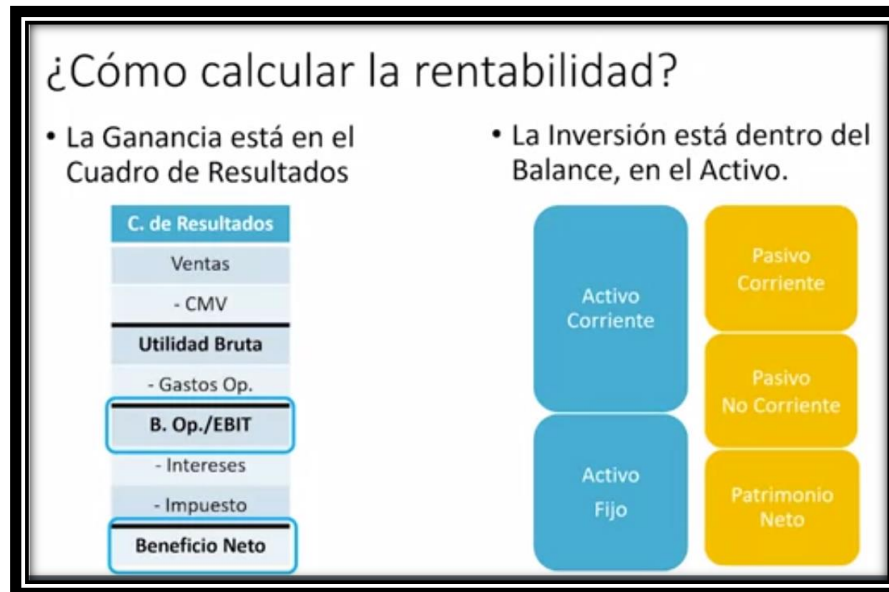 ¿Cómo calcular la rentabilidad?
• La Ganancia está en el
Cuadro de Resultados
C. de Resultados
Ventas
- CMV
Utilidad Bruta
- Gastos Op.
B. Op./EBIT
- Intereses
- Impuesto
Beneficio Neto
• La Inversión está dentro del
Balance, en el Activo.
Activo
Corriente
Activo
Fijo
Pasivo
Corriente
Pasivo
No Corriente
Patrimonio
Neto